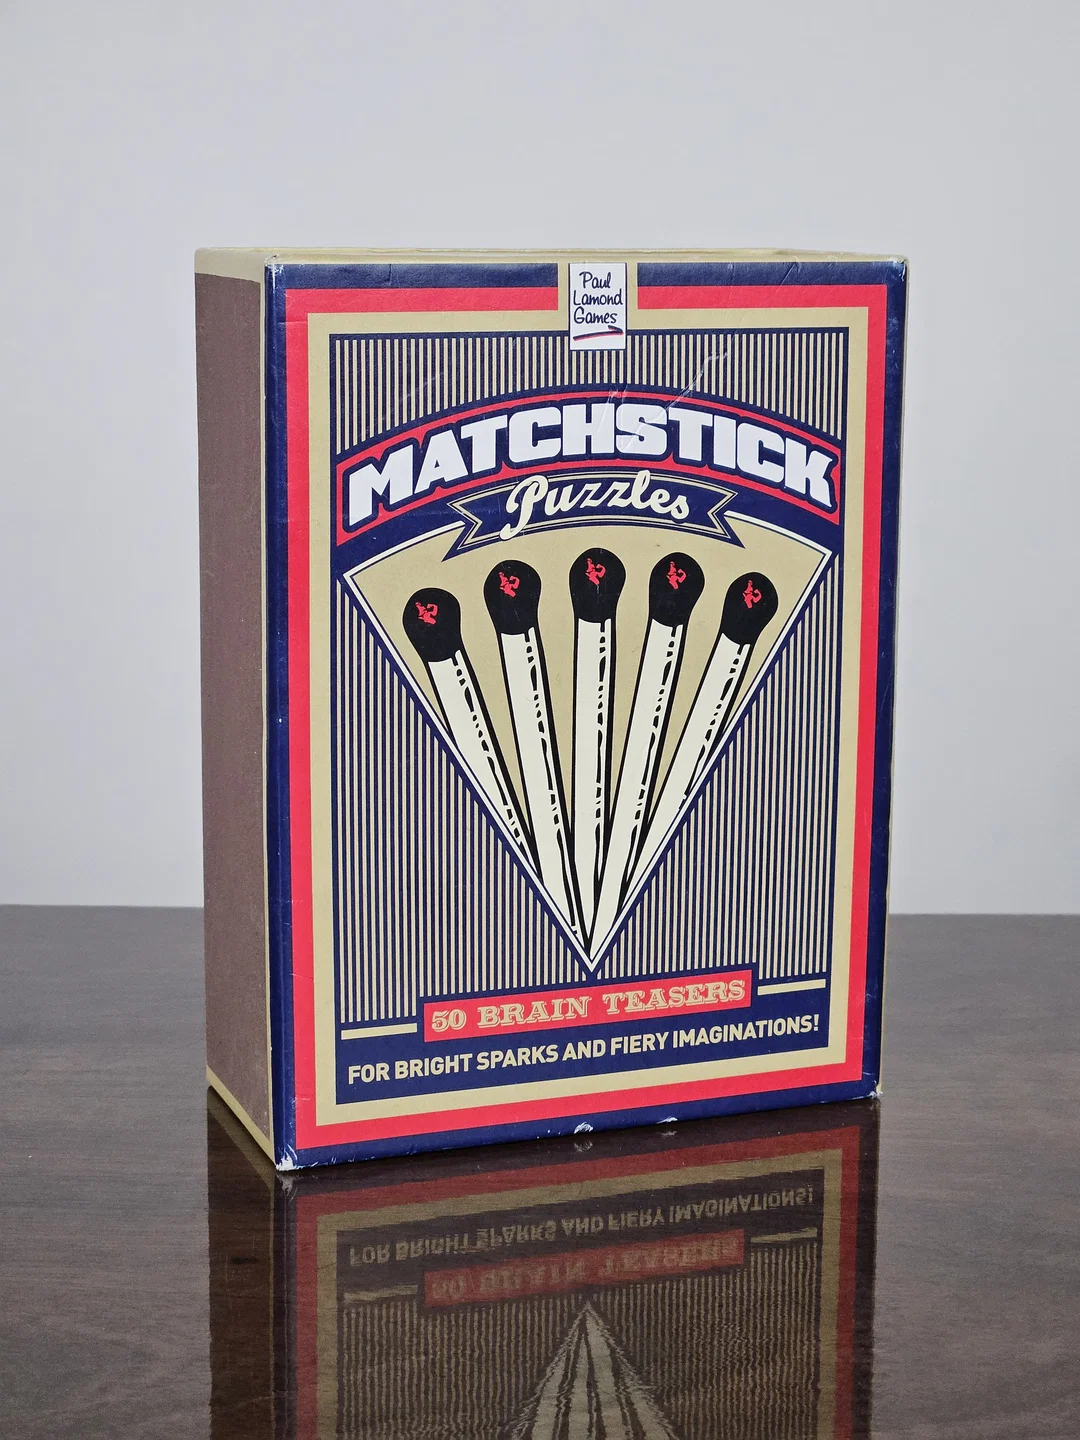 Paul
Lamond
Games
MATCHSTICK
Puzzles
50 BRAIN TEASERS
FOR BRIGHT SPARKS AND FIERY IMAGINATIONS!